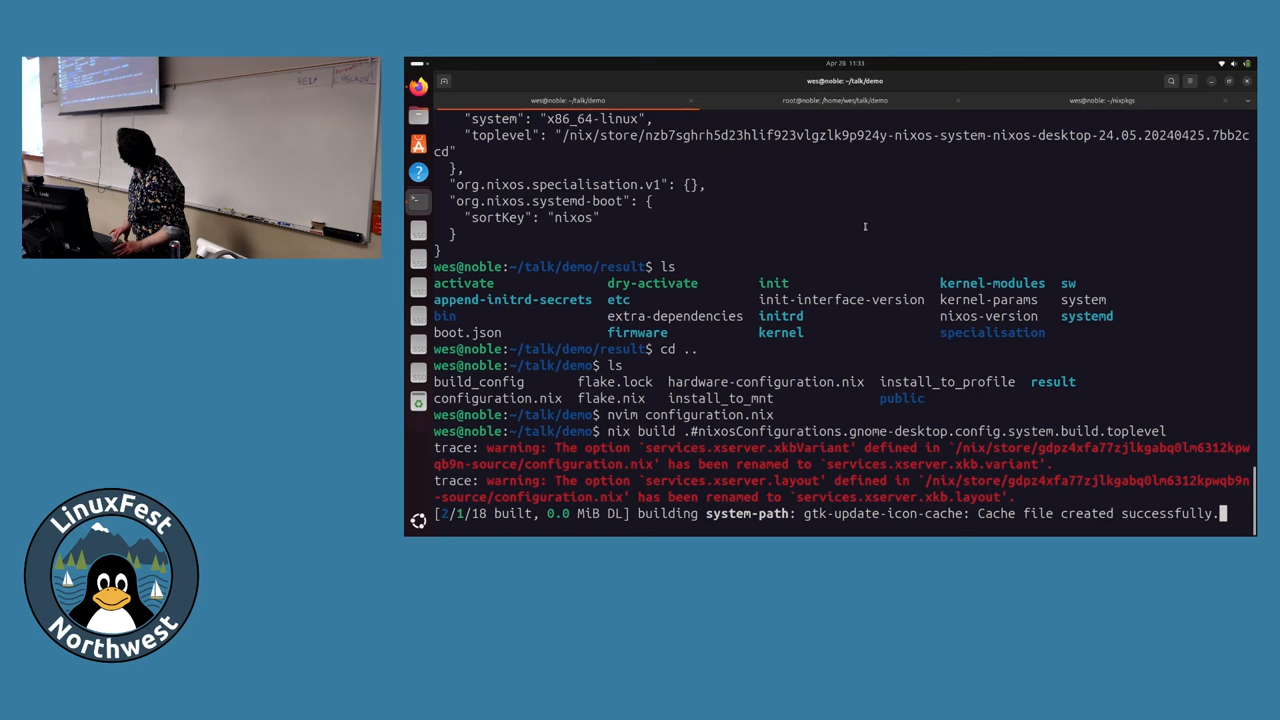 HELP
Apr 28 11:33
wes@noble: ~/talk/demo
wes@noble: ~/talk/demo
root@noble: /home/wes/talk/demo
wes@noble: ~/nixpkgs
"system": "x86_64-linux",
"toplevel": "/nix/store/nzb7sghrh5d23hlif923vlgzlk9p924y-nixos-system-nixos-desktop-24.05.20240425.7bb2c
cd"
},
"org.nixos.specialisation.v1": {},
"org.nixos.systemd-boot": {
"sortKey": "nixos"
}
}
wes@noble:~/talk/demo/result$ ls
activate dry-activate init kernel-modules sw
append-initrd-secrets etc init-interface-version kernel-params system
bin extra-dependencies initrd nixos-version systemd
boot.json firmware kernel specialisation
wes@noble:~/talk/demo/result$ cd ..
wes@noble:~/talk/demo$ ls
build_config flake.lock hardware-configuration.nix install_to_profile result
configuration.nix flake.nix install_to_mnt public
wes@noble:~/talk/demo$ nvim configuration.nix
wes@noble:~/talk/demo$ nix build .#nixosConfigurations.gnome-desktop.config.system.build.toplevel
trace: warning: The option `services.xserver.xkbVariant' defined in `/nix/store/gdpz4xfa77zjlkgabq0lm6312kpw
qb9n-source/configuration.nix' has been renamed to `services.xserver.xkb.variant'.
trace: warning: The option `services.xserver.layout' defined in `/nix/store/gdpz4xfa77zjlkgabq0lm6312kpwqb9n
-source/configuration.nix' has been renamed to `services.xserver.xkb.layout'.
[2/1/18 built, 0.0 MiB DL] building system-path: gtk-update-icon-cache: Cache file created successfully.
LinuxFest
Northwest